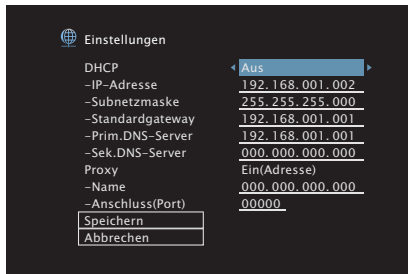 Einstellungen
DHCP Aus
–IP-Adresse 192.168.001.002
–Subnetzmaske 255.255.255.000
–Standardgateway 192.168.001.001
–Prim.DNS-Server 192.168.001.001
–Sek.DNS-Server 000.000.000.000
Proxy Ein(Adresse)
–Name 000.000.000.000
–Anschluss(Port) 00000
Speichern
Abbrechen